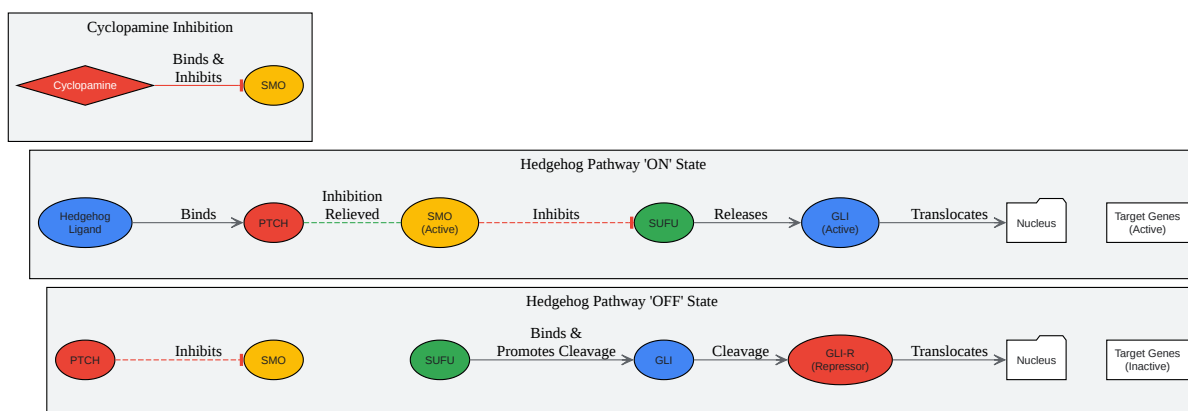 Cyclopamine Inhibition
Binds &
Inhibits
Cyclopamine
SMO
Hedgehog Pathway 'ON' State
Hedgehog
Ligand
Binds
PTCH
Inhibition
Relieved
SMO
(Active)
Inhibits
SUFU
Releases
GLI
(Active)
Translocates
Nucleus
Target Genes
(Active)
Hedgehog Pathway 'OFF' State
PTCH
Inhibits
SMO
SUFU
Binds &
Promotes Cleavage
GLI
Cleavage
GLI-R
(Repressor)
Translocates
Nucleus
Target Genes
(Inactive)